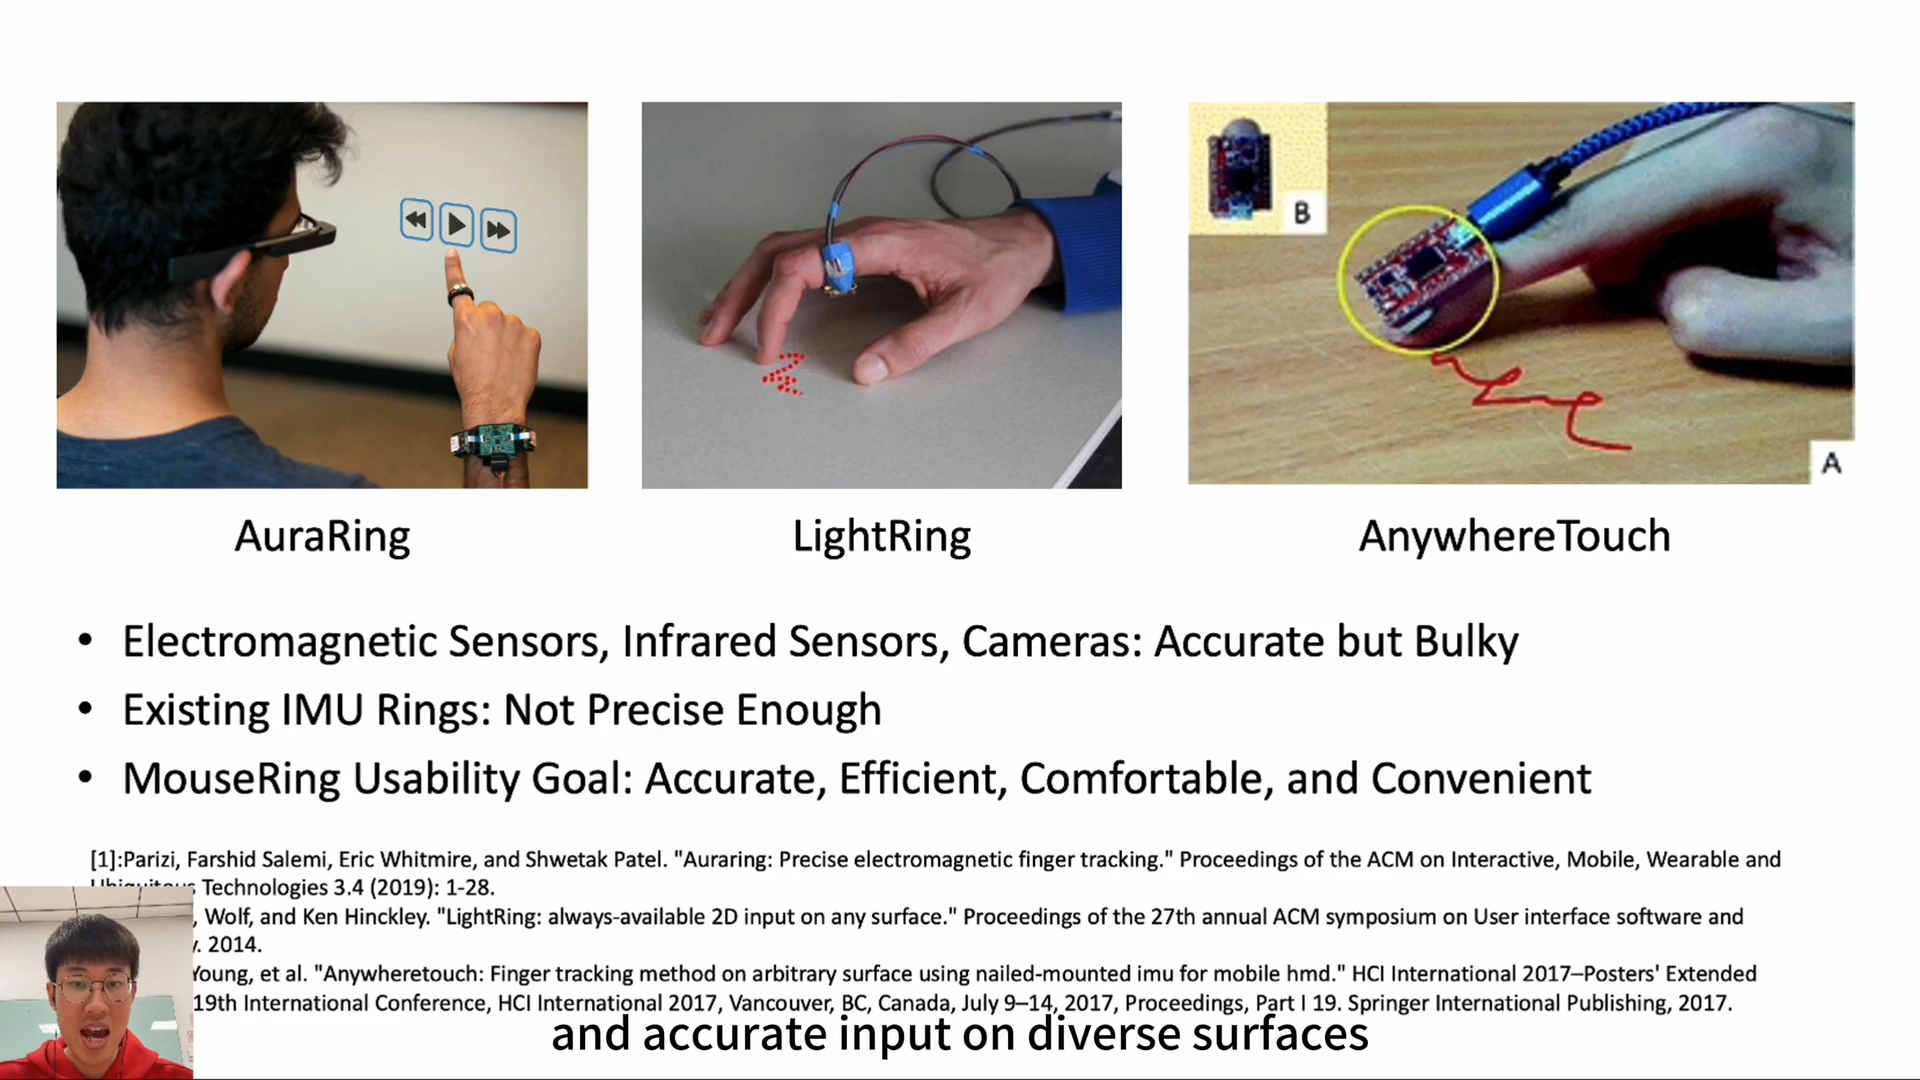 B
A
AuraRing
LightRing
AnywhereTouch
• Electromagnetic Sensors, Infrared Sensors, Cameras: Accurate but Bulky
• Existing IMU Rings: Not Precise Enough
• MouseRing Usability Goal: Accurate, Efficient, Comfortable, and Convenient
[1]:Parizi, Farshid Salemi, Eric Whitmire, and Shwetak Patel. "Auraring: Precise electromagnetic finger tracking." Proceedings of the ACM on Interactive, Mobile, Wearable and
Technologies 3.4 (2019): 1-28.
, Wolf, and Ken Hinckley. "LightRing: always-available 2D input on any surface." Proceedings of the 27th annual ACM symposium on User interface software and
. 2014.
Young, et al. "Anywheretouch: Finger tracking method on arbitrary surface using nailed-mounted imu for mobile hmd." HCI International 2017–Posters' Extended
19th International Conference, HCI International 2017, Vancouver, BC, Canada, July 9–14, 2017, Proceedings, Part I 19. Springer International Publishing, 2017.
and accurate input on diverse surfaces